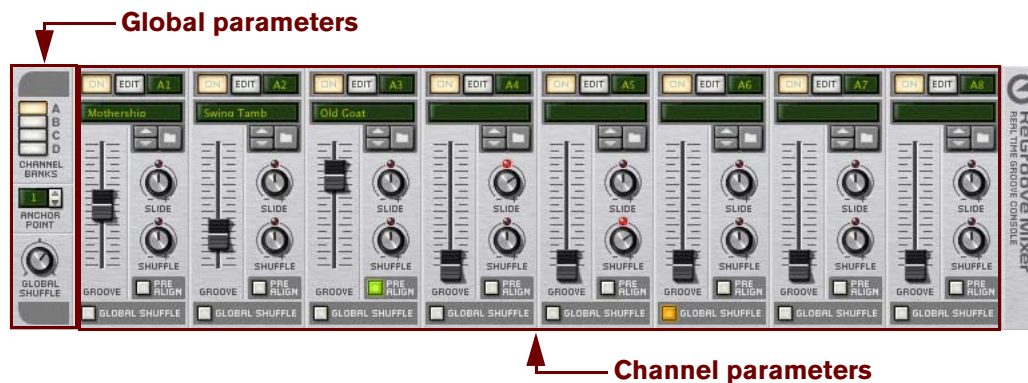 Global parameters
ON EDIT A1 ON EDIT A2 ON EDIT A3 ON EDIT A4 ON EDIT A5 ON EDIT A6 ON EDIT A7 ON EDIT A8
Mothership Swing Tamb Old Goat
A
B
C
D
CHANNEL
BANKS
1
ANCHOR
POINT
GLOBAL
SHUFFLE
SLIDE SLIDE SLIDE SLIDE SLIDE SLIDE SLIDE SLIDE
SHUFFLE SHUFFLE SHUFFLE SHUFFLE SHUFFLE SHUFFLE SHUFFLE SHUFFLE
GROOVE PRE ALIGN GROOVE PRE ALIGN GROOVE PRE ALIGN GROOVE PRE ALIGN GROOVE PRE ALIGN GROOVE PRE ALIGN GROOVE PRE ALIGN GROOVE PRE ALIGN
GLOBAL SHUFFLE GLOBAL SHUFFLE GLOBAL SHUFFLE GLOBAL SHUFFLE GLOBAL SHUFFLE GLOBAL SHUFFLE GLOBAL SHUFFLE GLOBAL SHUFFLE
ReGroove Mixer
REAL TIME GROOVE CONSOLE
Channel parameters